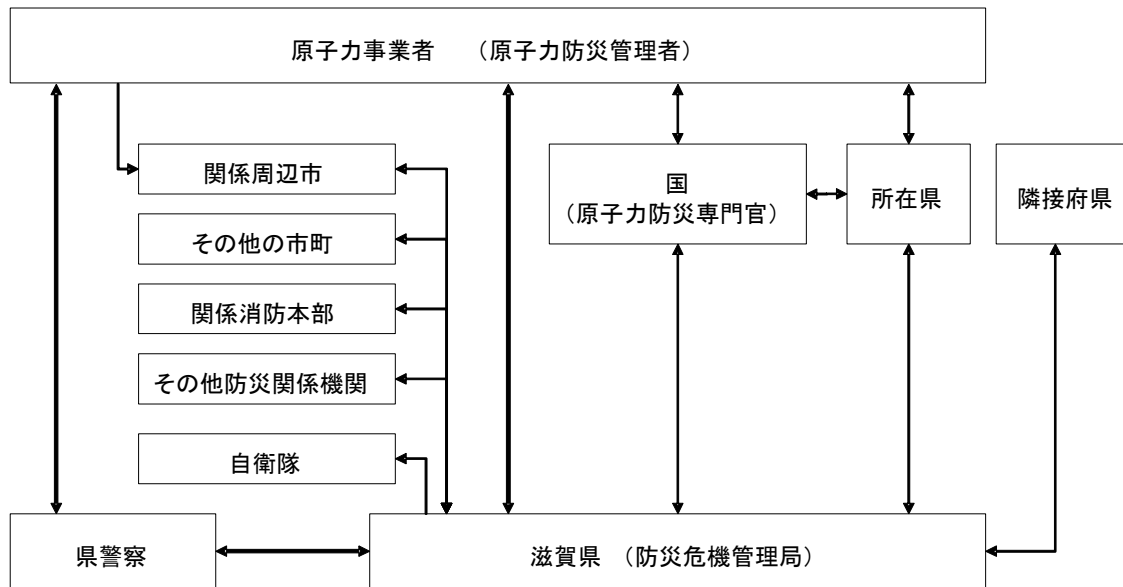 原子力事業者 （原子力防災管理者）
関係周辺市
国
（原子力防災専門官）
所在県
隣接府県
その他の市町
関係消防本部
その他防災関係機関
自衛隊
県警察
滋賀県 （防災危機管理局）